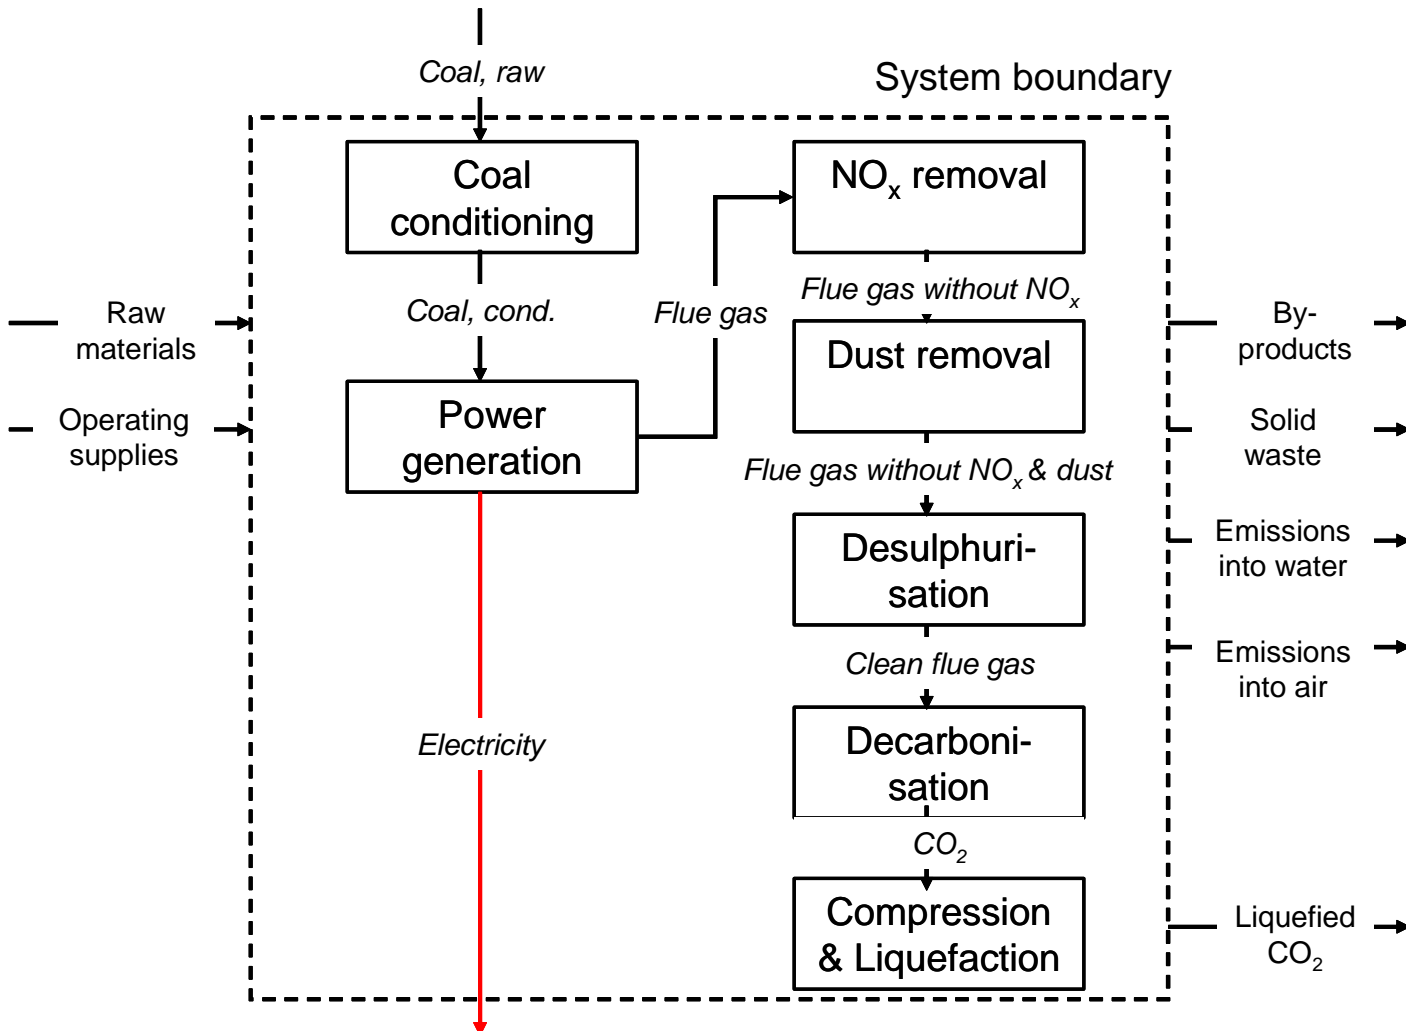 Coal, raw
System boundary
Coal
conditioning
NOx removal
Raw
materials
Coal, cond.
Flue gas
Flue gas without NOx
By-
products
Operating
supplies
Power
generation
Dust removal
Solid
waste
Flue gas without NOx & dust
Emissions
into water
Desulphuri-
sation
Clean flue gas
Emissions
into air
Electricity
Decarboni-
sation
CO2
Compression
& Liquefaction
Liquefied
CO2